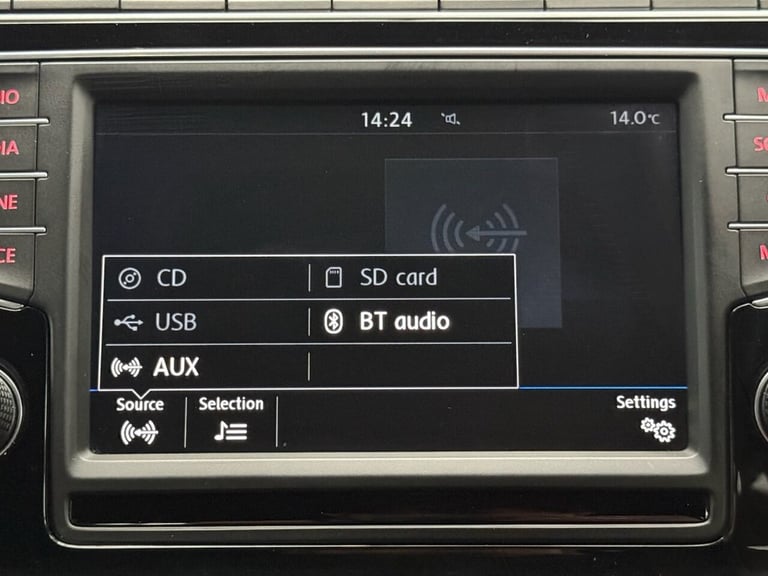 14:24 14.0°C
CD SD card
USB BT audio
AUX
Source Selection Settings